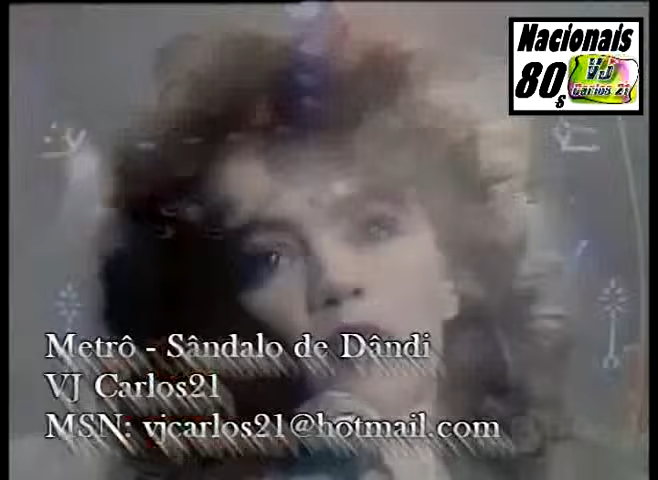 Nacionais
80s
VJ
Carlos 21
Metrô - Sândalo de Dândi
VJ Carlos21
MSN: vjcarlos21@hotmail.com